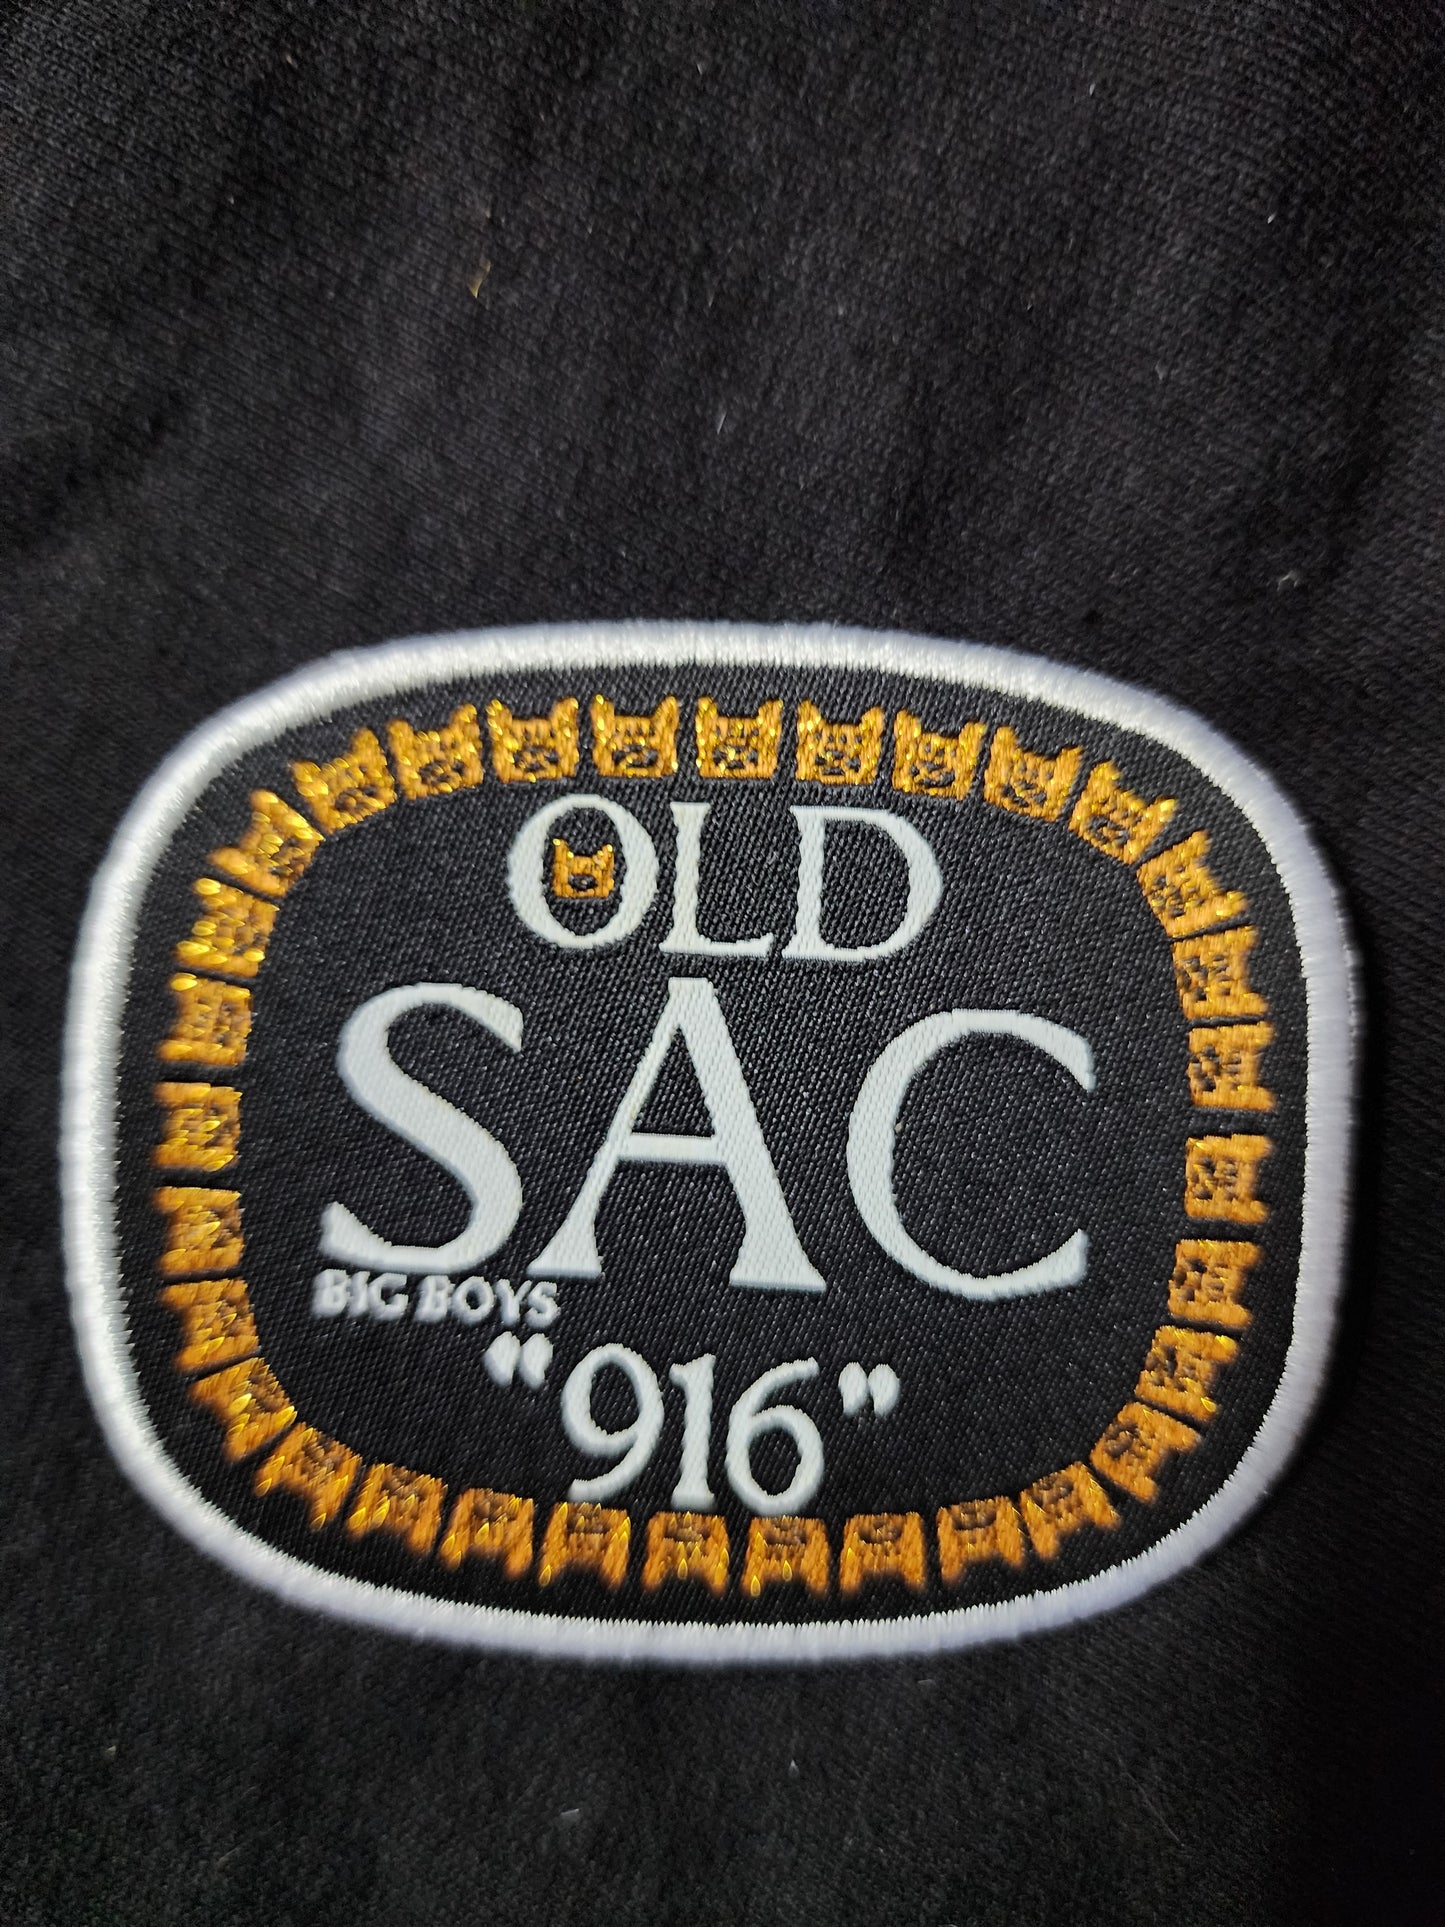 OLD
SAC
BIG BOYS
"916"